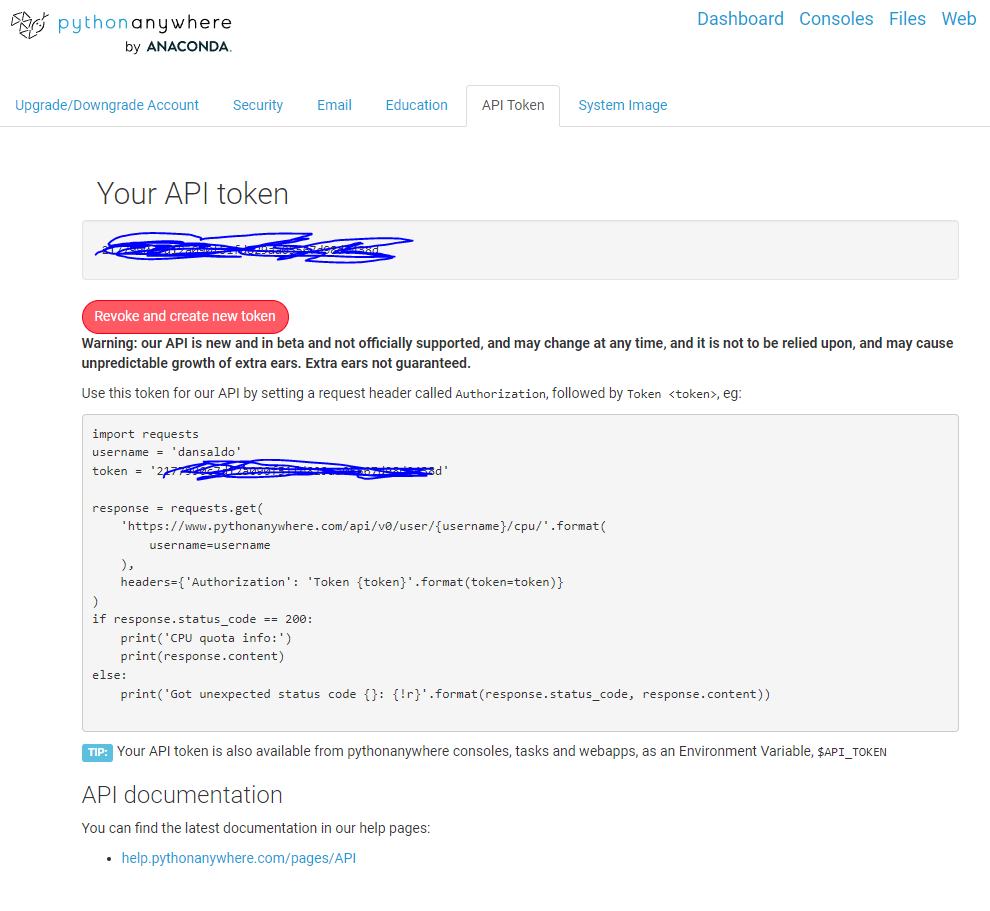 pythonanywhere
by ANACONDA.
Dashboard Consoles Files Web
Upgrade/Downgrade Account Security Email Education API Token System Image
Your API token
Revoke and create new token
Warning: our API is new and in beta and not officially supported, and may change at any time, and it is not to be relied upon, and may cause
unpredictable growth of extra ears. Extra ears not guaranteed.
Use this token for our API by setting a request header called Authorization, followed by Token <token>, eg:
import requests
username = 'dansaldo'
token = '
response = requests.get(
    'https://www.pythonanywhere.com/api/v0/user/{username}/cpu/'.format(
        username=username
    ),
    headers={'Authorization': 'Token {token}'.format(token=token)}
)
if response.status_code == 200:
    print('CPU quota info:')
    print(response.content)
else:
    print('Got unexpected status code {}: {!r}'.format(response.status_code, response.content))
TIP: Your API token is also available from pythonanywhere consoles, tasks and webapps, as an Environment Variable, $API_TOKEN
API documentation
You can find the latest documentation in our help pages:
• help.pythonanywhere.com/pages/API